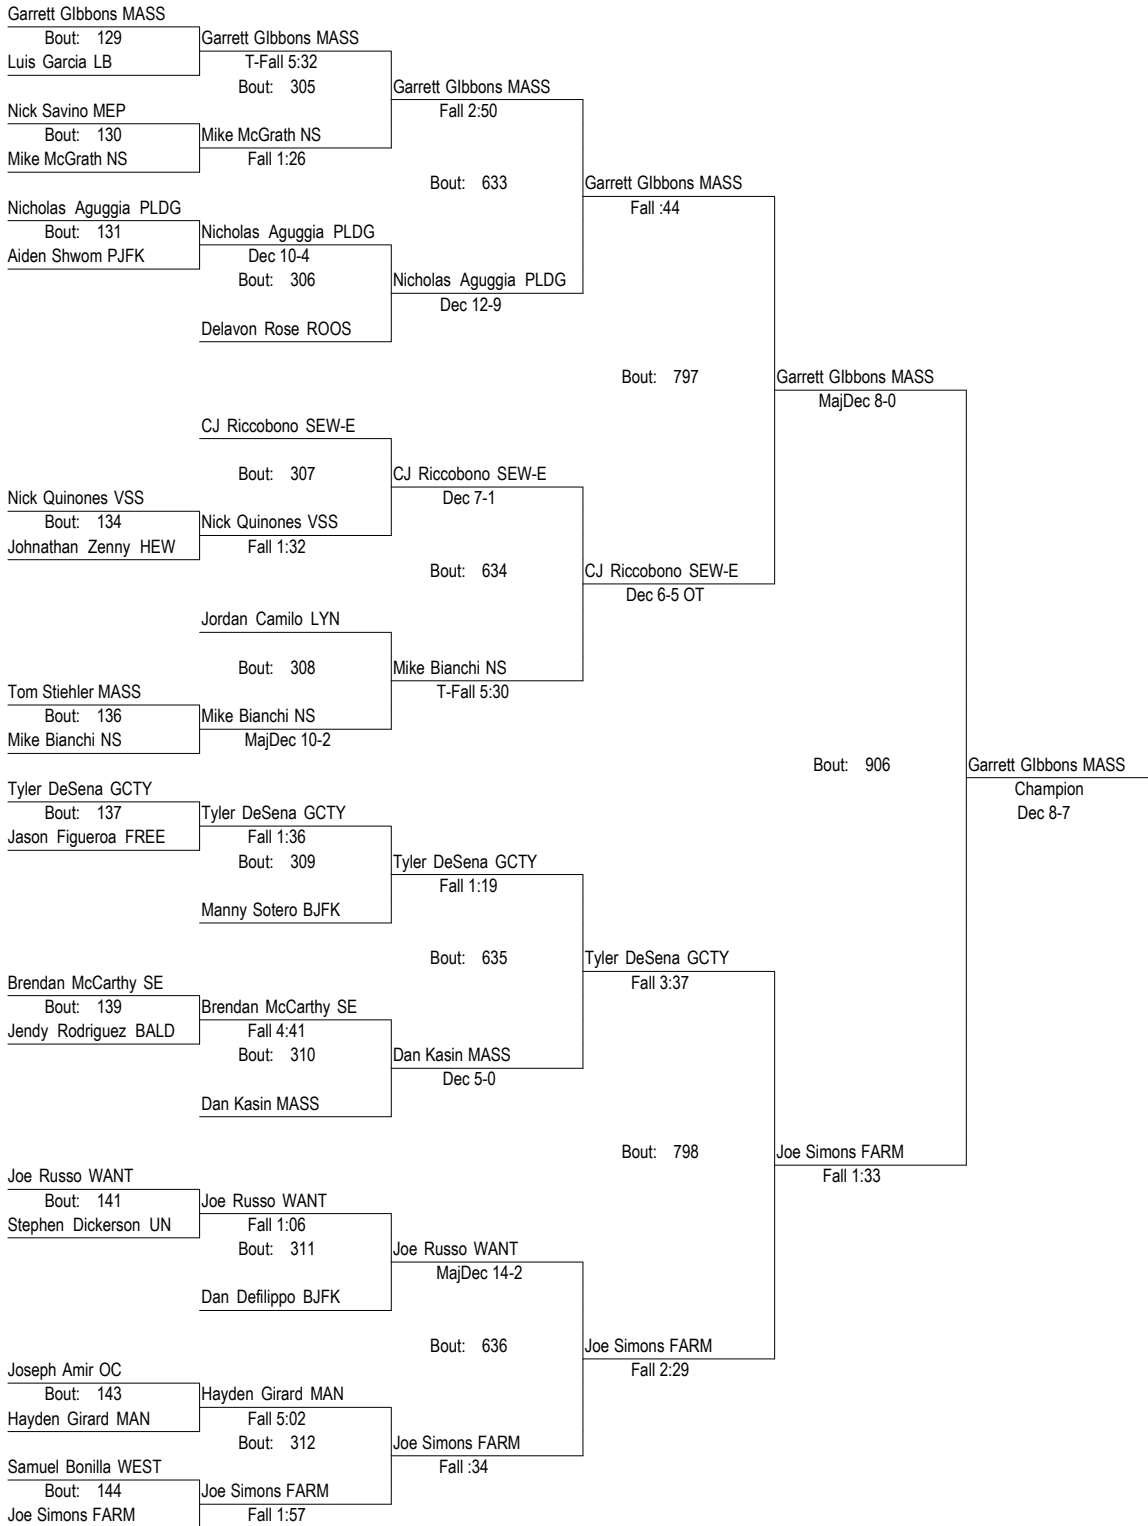 Garrett GIbbons MASS
Bout: 129
Luis Garcia LB
Garrett GIbbons MASS
T-Fall 5:32
Bout: 305
Garrett GIbbons MASS
Fall 2:50
Nick Savino MEP
Bout: 130
Mike McGrath NS
Mike McGrath NS
Fall 1:26
Bout: 633
Garrett GIbbons MASS
Fall :44
Nicholas Aguggia PLDG
Bout: 131
Aiden Shwom PJFK
Nicholas Aguggia PLDG
Dec 10-4
Bout: 306
Nicholas Aguggia PLDG
Dec 12-9
Delavon Rose ROOS
Bout: 797
Garrett GIbbons MASS
MajDec 8-0
CJ Riccobono SEW-E
Bout: 307
CJ Riccobono SEW-E
Dec 7-1
Nick Quinones VSS
Bout: 134
Johnathan Zenny HEW
Nick Quinones VSS
Fall 1:32
Bout: 634
CJ Riccobono SEW-E
Dec 6-5 OT
Jordan Camilo LYN
Bout: 308
Mike Bianchi NS
T-Fall 5:30
Tom Stiehler MASS
Bout: 136
Mike Bianchi NS
Mike Bianchi NS
MajDec 10-2
Bout: 906
Garrett GIbbons MASS
Champion
Dec 8-7
Tyler DeSena GCTY
Bout: 137
Jason Figueroa FREE
Tyler DeSena GCTY
Fall 1:36
Bout: 309
Tyler DeSena GCTY
Fall 1:19
Manny Sotero BJFK
Bout: 635
Tyler DeSena GCTY
Fall 3:37
Brendan McCarthy SE
Bout: 139
Jendy Rodriguez BALD
Brendan McCarthy SE
Fall 4:41
Bout: 310
Dan Kasin MASS
Dec 5-0
Dan Kasin MASS
Bout: 798
Joe Simons FARM
Fall 1:33
Joe Russo WANT
Bout: 141
Stephen Dickerson UN
Joe Russo WANT
Fall 1:06
Bout: 311
Joe Russo WANT
MajDec 14-2
Dan Defilippo BJFK
Bout: 636
Joe Simons FARM
Fall 2:29
Joseph Amir OC
Bout: 143
Hayden Girard MAN
Hayden Girard MAN
Fall 5:02
Bout: 312
Joe Simons FARM
Fall :34
Samuel Bonilla WEST
Bout: 144
Joe Simons FARM
Joe Simons FARM
Fall 1:57